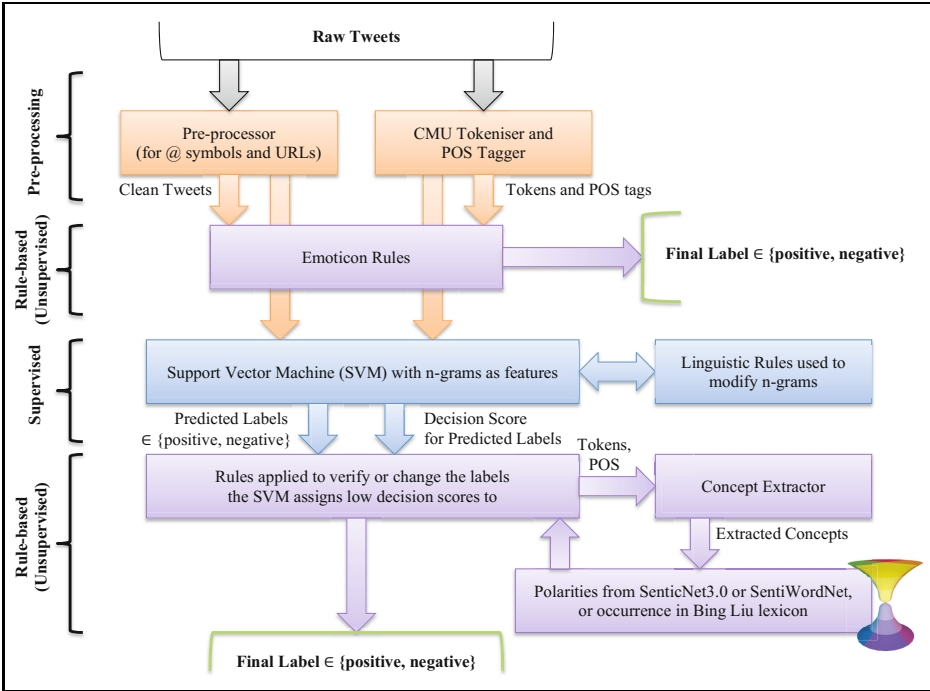 Raw Tweets
Pre-processing
Pre-processor
(for @ symbols and URLs)
CMU Tokeniser and
POS Tagger
Clean Tweets
Tokens and POS tags
Rule-based
(Unsupervised)
Emoticon Rules
Final Label ∈ {positive, negative}
Supervised
Support Vector Machine (SVM) with n-grams as features
Linguistic Rules used to
modify n-grams
Predicted Labels
∈ {positive, negative}
Decision Score
for Predicted Labels
Rule-based
(Unsupervised)
Rules applied to verify or change the labels
the SVM assigns low decision scores to
Tokens,
POS
Concept Extractor
Extracted Concepts
Polarities from SenticNet3.0 or SentiWordNet,
or occurrence in Bing Liu lexicon
Final Label ∈ {positive, negative}